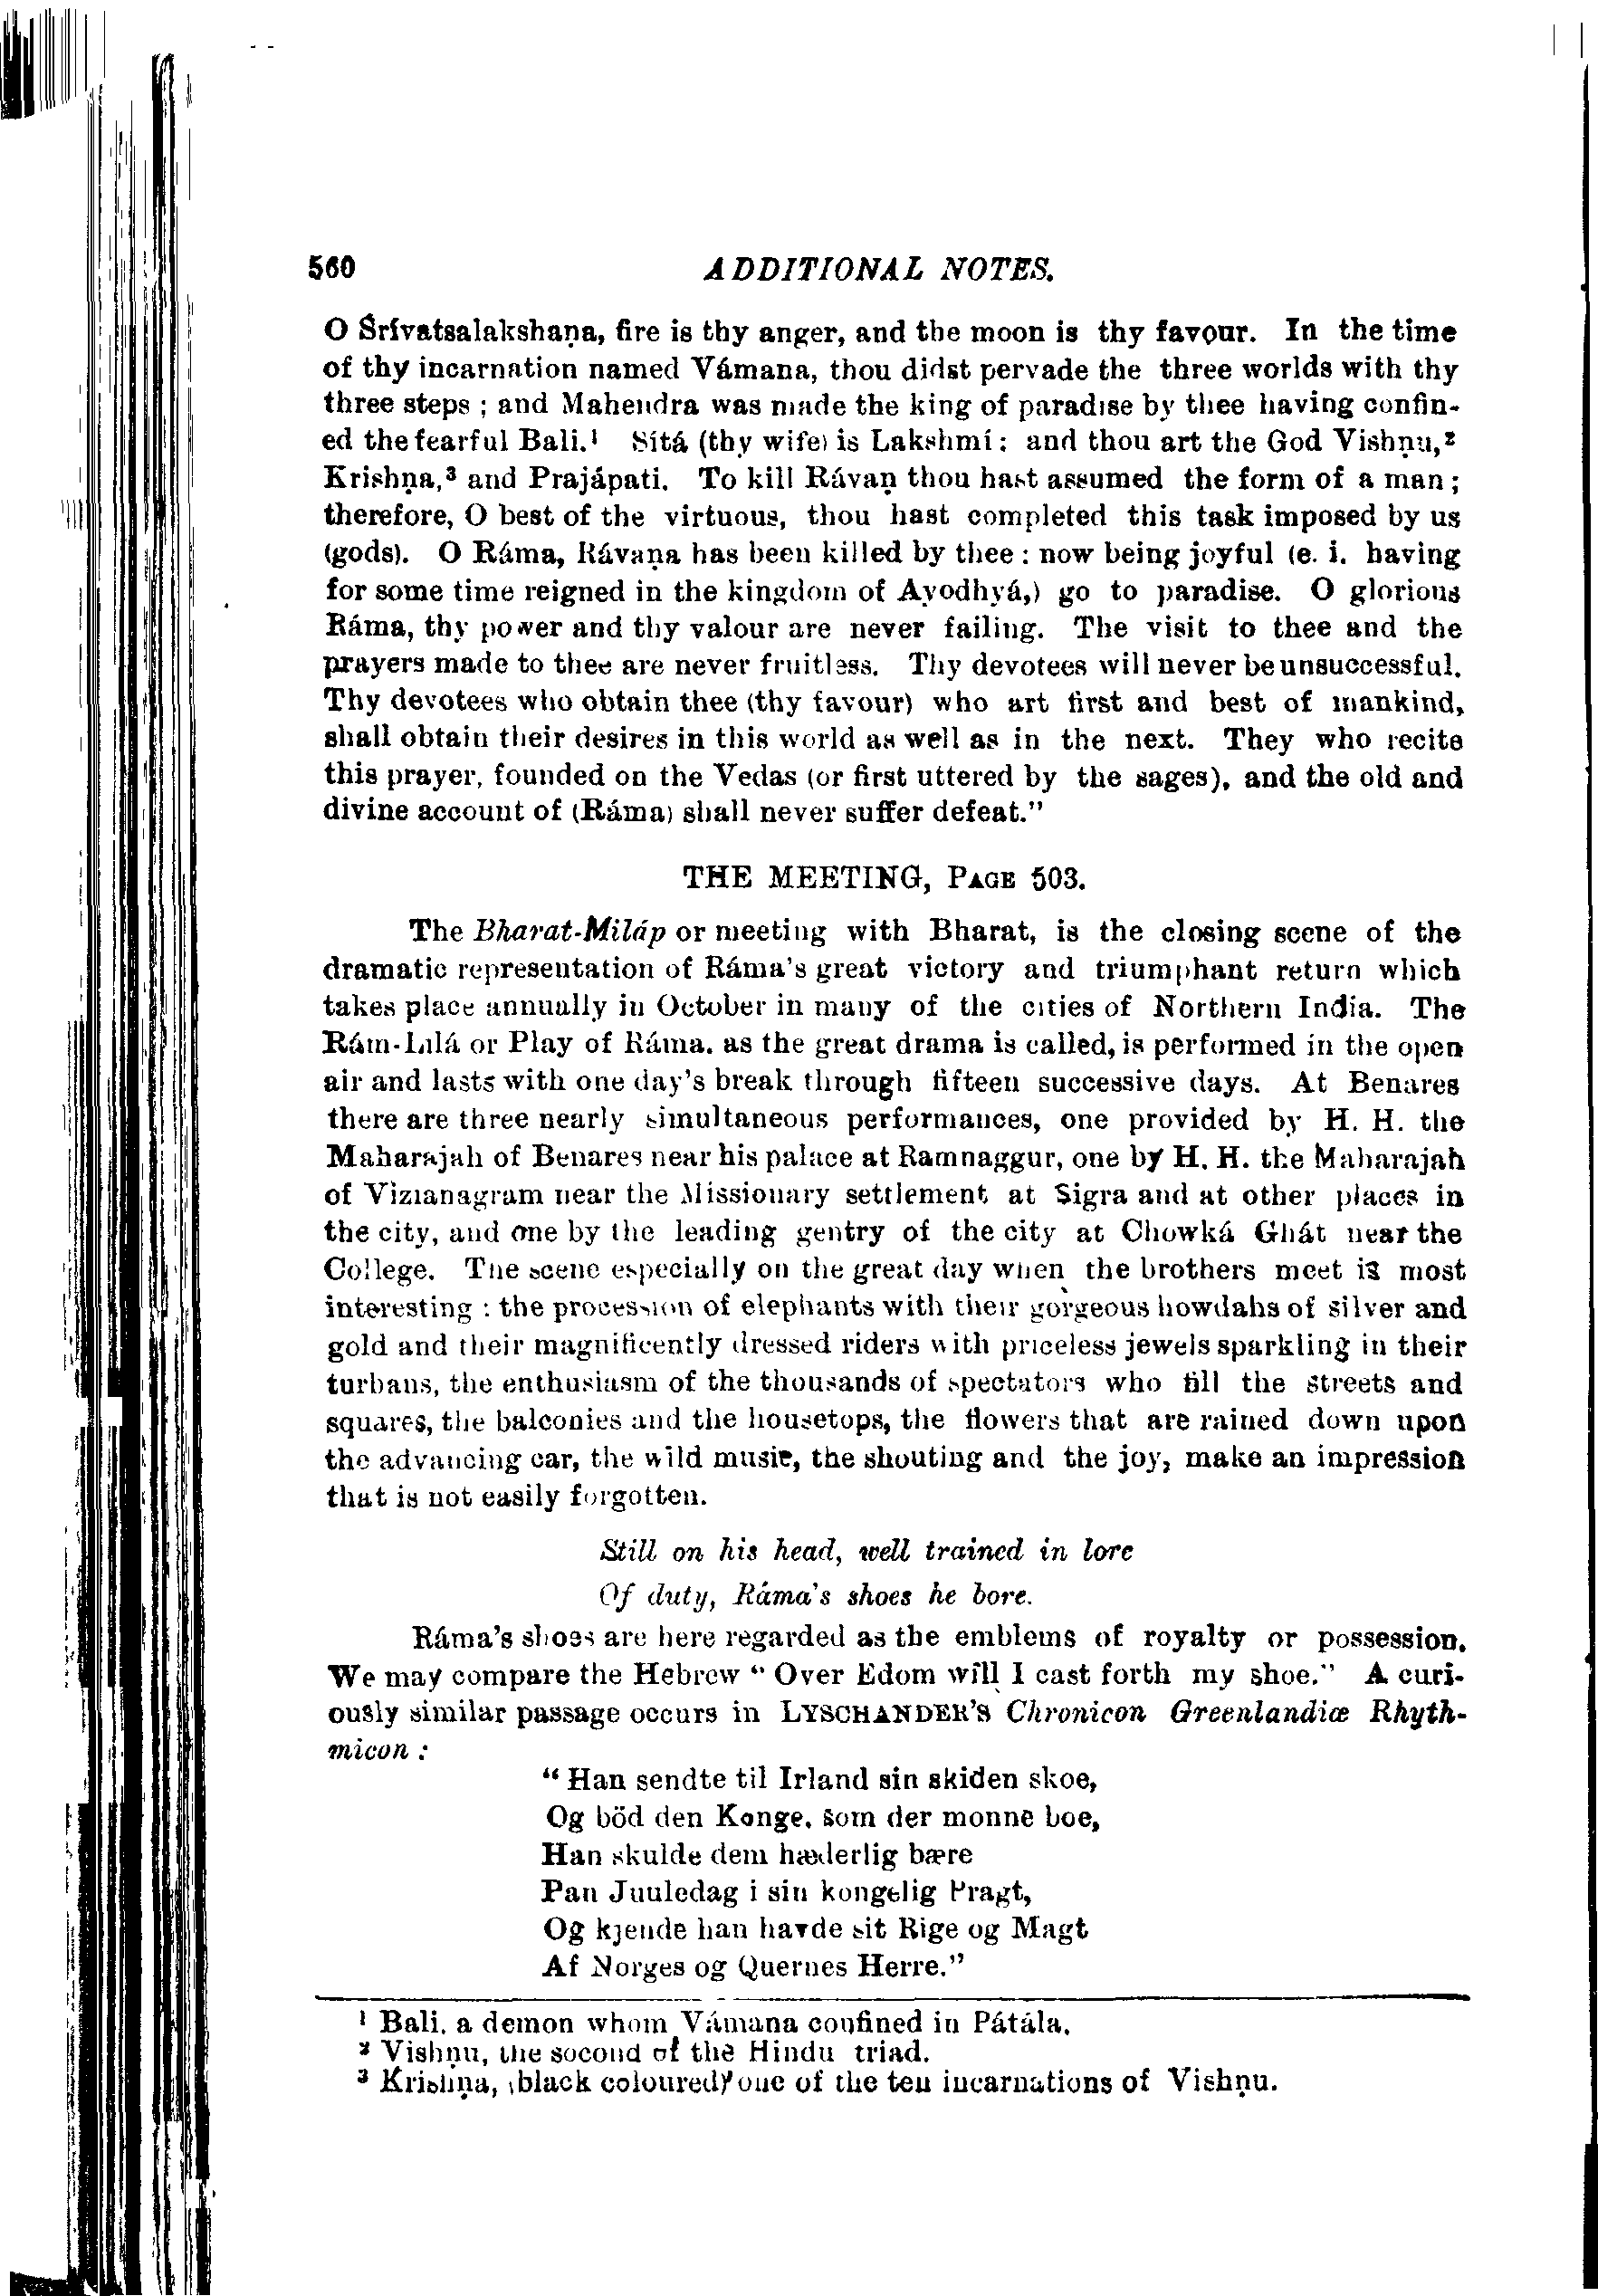 560 ADDITIONAL NOTES.
O Śrívatsalakshaṇa, fire is thy anger, and the moon is thy favour. In the time
of thy incarnation named Vámana, thou didst pervade the three worlds with thy
three steps ; and Mahendra was made the king of paradise by thee having confin-
ed the fearful Bali.¹ Sítá (thy wife) is Lakshmí: and thou art the God Vishṇu,²
Krishṇa,³ and Prajápati. To kill Rávaṇ thou hast assumed the form of a man ;
therefore, O best of the virtuous, thou hast completed this task imposed by us
(gods). O Ráma, Rávaṇa has been killed by thee : now being joyful (e. i. having
for some time reigned in the kingdom of Ayodhyá,) go to paradise. O glorious
Ráma, thy power and thy valour are never failing. The visit to thee and the
prayers made to thee are never fruitless. Thy devotees will never be unsuccessful.
Thy devotees who obtain thee (thy favour) who art first and best of mankind,
shall obtain their desires in this world as well as in the next. They who recite
this prayer, founded on the Vedas (or first uttered by the sages), and the old and
divine account of (Ráma) shall never suffer defeat."
THE MEETING, PAGE 503.
The Bharat-Miláp or meeting with Bharat, is the closing scene of the
dramatic representation of Ráma's great victory and triumphant return which
takes place annually in October in many of the cities of Northern India. The
Rám-Lílá or Play of Ráma. as the great drama is called, is performed in the open
air and lasts with one day's break through fifteen successive days. At Benares
there are three nearly simultaneous performances, one provided by H. H. the
Maharajah of Benares near his palace at Ramnaggur, one by H. H. the Maharajah
of Vizianagram near the Missionary settlement at Sigra and at other places in
the city, and one by the leading gentry of the city at Chowká Ghát near the
College. The scene especially on the great day when the brothers meet is most
interesting : the procession of elephants with their gorgeous howdahs of silver and
gold and their magnificently dressed riders with priceless jewels sparkling in their
turbans, the enthusiasm of the thousands of spectators who fill the streets and
squares, the balconies and the housetops, the flowers that are rained down upon
the advancing car, the wild music, the shouting and the joy, make an impression
that is not easily forgotten.
Still on his head, well trained in lore
Of duty, Ráma's shoes he bore.
Ráma's shoes are here regarded as the emblems of royalty or possession.
We may compare the Hebrew " Over Edom will I cast forth my shoe." A curi-
ously similar passage occurs in LYSCHANDER'S Chronicon Greenlandiæ Rhyth-
micon :
" Han sendte til Irland sin skiden skoe,
Og böd den Konge. som der monne boe,
Han skulde dem hæderlig bære
Pan Juuledag i sin kongelig Pragt,
Og kjende han havde sit Rige og Magt
Af Norges og Quernes Herre."
¹ Bali. a demon whom Vámana confined in Pátála.
² Vishṇu, the second of the Hindu triad.
³ Krishṇa, (black coloured) one of the ten incarnations of Vishṇu.